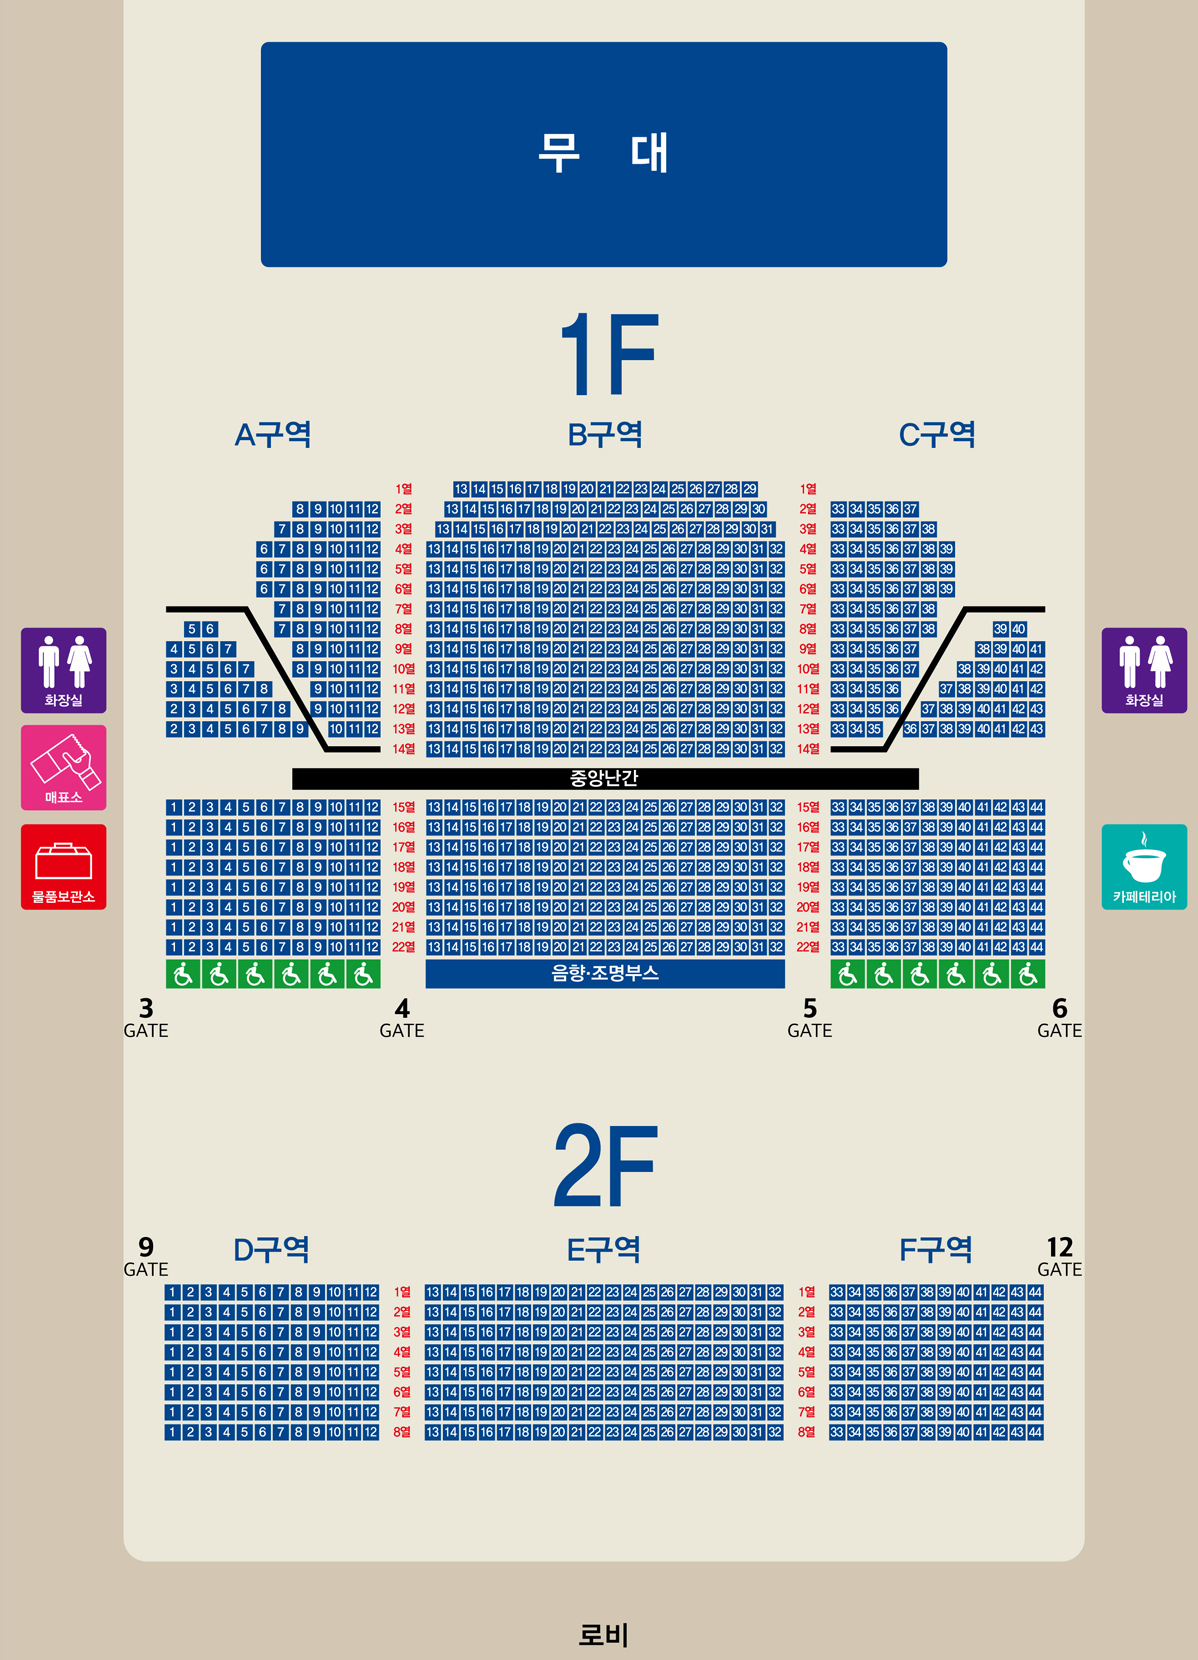 무 대
1F
A구역 B구역 C구역
1열 13 14 15 16 17 18 19 20 21 22 23 24 25 26 27 28 29 1열
8 9 10 11 12 2열 13 14 15 16 17 18 19 20 21 22 23 24 25 26 27 28 29 30 2열 33 34 35 36 37
7 8 9 10 11 12 3열 13 14 15 16 17 18 19 20 21 22 23 24 25 26 27 28 29 30 31 3열 33 34 35 36 37 38
6 7 8 9 10 11 12 4열 13 14 15 16 17 18 19 20 21 22 23 24 25 26 27 28 29 30 31 32 4열 33 34 35 36 37 38 39
6 7 8 9 10 11 12 5열 13 14 15 16 17 18 19 20 21 22 23 24 25 26 27 28 29 30 31 32 5열 33 34 35 36 37 38 39
6 7 8 9 10 11 12 6열 13 14 15 16 17 18 19 20 21 22 23 24 25 26 27 28 29 30 31 32 6열 33 34 35 36 37 38 39
7 8 9 10 11 12 7열 13 14 15 16 17 18 19 20 21 22 23 24 25 26 27 28 29 30 31 32 7열 33 34 35 36 37 38
5 6 7 8 9 10 11 12 8열 13 14 15 16 17 18 19 20 21 22 23 24 25 26 27 28 29 30 31 32 8열 33 34 35 36 37 38 39 40
4 5 6 7 8 9 10 11 12 9열 13 14 15 16 17 18 19 20 21 22 23 24 25 26 27 28 29 30 31 32 9열 33 34 35 36 37 38 39 40 41
3 4 5 6 7 8 9 10 11 12 10열 13 14 15 16 17 18 19 20 21 22 23 24 25 26 27 28 29 30 31 32 10열 33 34 35 36 37 38 39 40 41 42
3 4 5 6 7 8 9 10 11 12 11열 13 14 15 16 17 18 19 20 21 22 23 24 25 26 27 28 29 30 31 32 11열 33 34 35 36 37 38 39 40 41 42
2 3 4 5 6 7 8 9 10 11 12 12열 13 14 15 16 17 18 19 20 21 22 23 24 25 26 27 28 29 30 31 32 12열 33 34 35 36 37 38 39 40 41 42 43
2 3 4 5 6 7 8 9 10 11 12 13열 13 14 15 16 17 18 19 20 21 22 23 24 25 26 27 28 29 30 31 32 13열 33 34 35 36 37 38 39 40 41 42 43
14열 13 14 15 16 17 18 19 20 21 22 23 24 25 26 27 28 29 30 31 32 14열
화장실
매표소
물품보관소
화장실
카페테리아
중앙난간
1 2 3 4 5 6 7 8 9 10 11 12 15열 13 14 15 16 17 18 19 20 21 22 23 24 25 26 27 28 29 30 31 32 15열 33 34 35 36 37 38 39 40 41 42 43 44
1 2 3 4 5 6 7 8 9 10 11 12 16열 13 14 15 16 17 18 19 20 21 22 23 24 25 26 27 28 29 30 31 32 16열 33 34 35 36 37 38 39 40 41 42 43 44
1 2 3 4 5 6 7 8 9 10 11 12 17열 13 14 15 16 17 18 19 20 21 22 23 24 25 26 27 28 29 30 31 32 17열 33 34 35 36 37 38 39 40 41 42 43 44
1 2 3 4 5 6 7 8 9 10 11 12 18열 13 14 15 16 17 18 19 20 21 22 23 24 25 26 27 28 29 30 31 32 18열 33 34 35 36 37 38 39 40 41 42 43 44
1 2 3 4 5 6 7 8 9 10 11 12 19열 13 14 15 16 17 18 19 20 21 22 23 24 25 26 27 28 29 30 31 32 19열 33 34 35 36 37 38 39 40 41 42 43 44
1 2 3 4 5 6 7 8 9 10 11 12 20열 13 14 15 16 17 18 19 20 21 22 23 24 25 26 27 28 29 30 31 32 20열 33 34 35 36 37 38 39 40 41 42 43 44
1 2 3 4 5 6 7 8 9 10 11 12 21열 13 14 15 16 17 18 19 20 21 22 23 24 25 26 27 28 29 30 31 32 21열 33 34 35 36 37 38 39 40 41 42 43 44
1 2 3 4 5 6 7 8 9 10 11 12 22열 13 14 15 16 17 18 19 20 21 22 23 24 25 26 27 28 29 30 31 32 22열 33 34 35 36 37 38 39 40 41 42 43 44
음향·조명부스
3 4 5 6
GATE GATE GATE GATE
2F
9 D구역 E구역 F구역 12
GATE GATE
1 2 3 4 5 6 7 8 9 10 11 12 1열 13 14 15 16 17 18 19 20 21 22 23 24 25 26 27 28 29 30 31 32 1열 33 34 35 36 37 38 39 40 41 42 43 44
1 2 3 4 5 6 7 8 9 10 11 12 2열 13 14 15 16 17 18 19 20 21 22 23 24 25 26 27 28 29 30 31 32 2열 33 34 35 36 37 38 39 40 41 42 43 44
1 2 3 4 5 6 7 8 9 10 11 12 3열 13 14 15 16 17 18 19 20 21 22 23 24 25 26 27 28 29 30 31 32 3열 33 34 35 36 37 38 39 40 41 42 43 44
1 2 3 4 5 6 7 8 9 10 11 12 4열 13 14 15 16 17 18 19 20 21 22 23 24 25 26 27 28 29 30 31 32 4열 33 34 35 36 37 38 39 40 41 42 43 44
1 2 3 4 5 6 7 8 9 10 11 12 5열 13 14 15 16 17 18 19 20 21 22 23 24 25 26 27 28 29 30 31 32 5열 33 34 35 36 37 38 39 40 41 42 43 44
1 2 3 4 5 6 7 8 9 10 11 12 6열 13 14 15 16 17 18 19 20 21 22 23 24 25 26 27 28 29 30 31 32 6열 33 34 35 36 37 38 39 40 41 42 43 44
1 2 3 4 5 6 7 8 9 10 11 12 7열 13 14 15 16 17 18 19 20 21 22 23 24 25 26 27 28 29 30 31 32 7열 33 34 35 36 37 38 39 40 41 42 43 44
1 2 3 4 5 6 7 8 9 10 11 12 8열 13 14 15 16 17 18 19 20 21 22 23 24 25 26 27 28 29 30 31 32 8열 33 34 35 36 37 38 39 40 41 42 43 44
로비